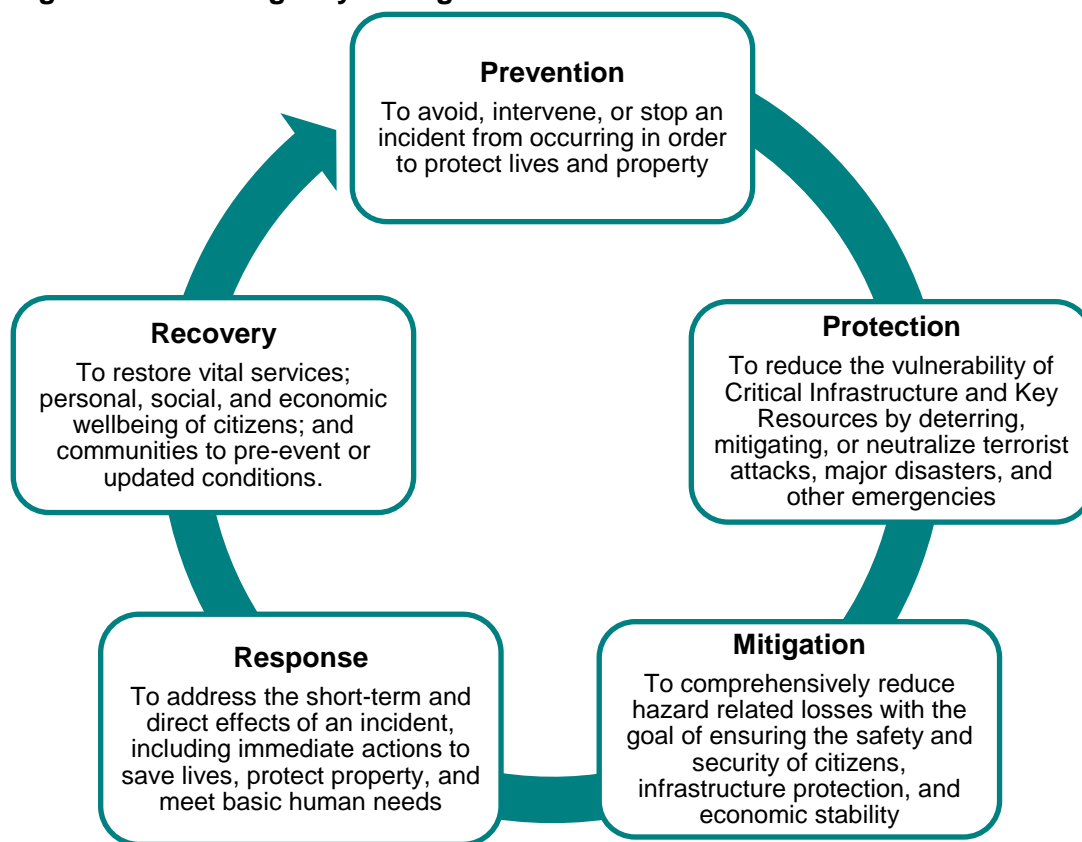 Prevention
To avoid, intervene, or stop an
incident from occurring in order
to protect lives and property
Protection
To reduce the vulnerability of
Critical Infrastructure and Key
Resources by deterring,
mitigating, or neutralize terrorist
attacks, major disasters, and
other emergencies
Mitigation
To comprehensively reduce
hazard related losses with the
goal of ensuring the safety and
security of citizens,
infrastructure protection, and
economic stability
Response
To address the short-term and
direct effects of an incident,
including immediate actions to
save lives, protect property, and
meet basic human needs
Recovery
To restore vital services;
personal, social, and economic
wellbeing of citizens; and
communities to pre-event or
updated conditions.